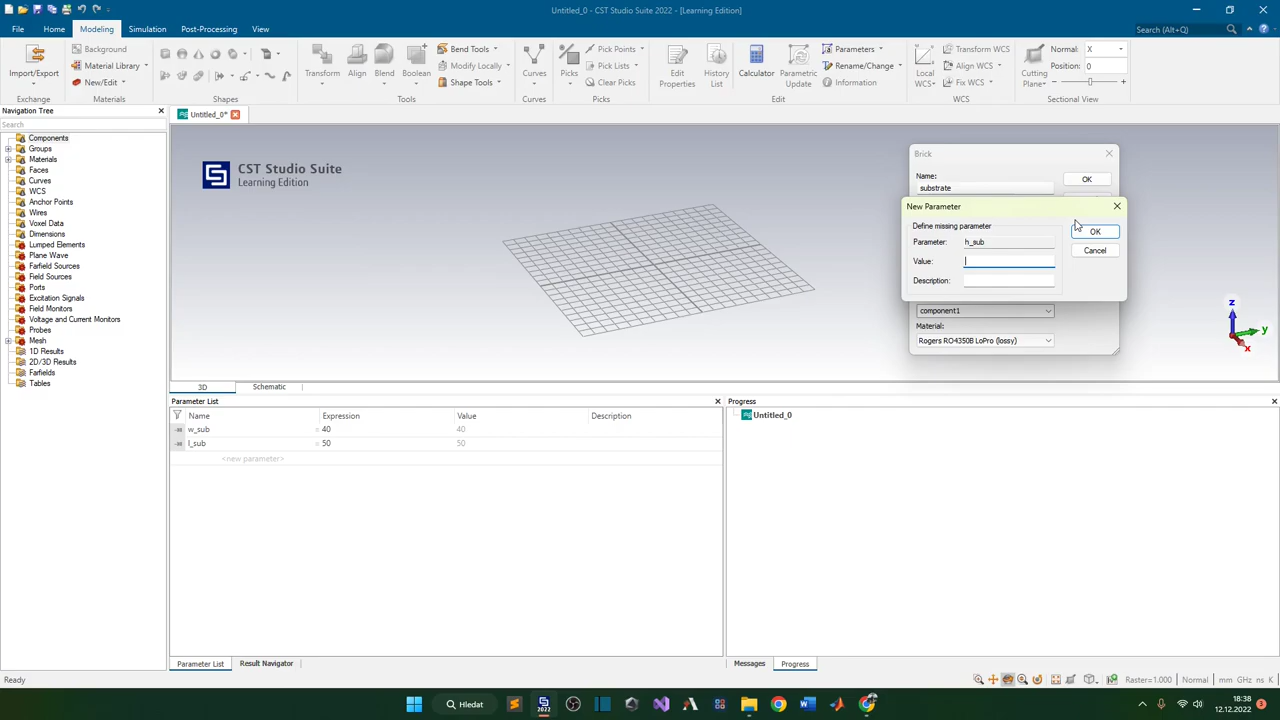 Untitled_0 - CST Studio Suite 2022 - [Learning Edition]
File Home Modeling Simulation Post-Processing View
Search (Alt+Q)
Import/Export
Exchange
Background
Material Library
New/Edit
Materials
Shapes
Transform
Align
Blend
Boolean
Bend Tools
Modify Locally
Shape Tools
Tools
Curves
Curves
Picks
Pick Points
Pick Lists
Clear Picks
Picks
Edit
Properties
History
List
Calculator
Parametric
Update
Parameters
Rename/Change
Information
Edit
Local
WCS
Transform WCS
Align WCS
Fix WCS
WCS
Cutting
Plane
Normal: X
Position: 0
Sectional View
Navigation Tree
Search
Components
Groups
Materials
Faces
Curves
WCS
Anchor Points
Wires
Voxel Data
Dimensions
Lumped Elements
Plane Wave
Farfield Sources
Field Sources
Ports
Excitation Signals
Field Monitors
Voltage and Current Monitors
Probes
Mesh
1D Results
2D/3D Results
Farfields
Tables
Untitled_0*
CST Studio Suite
Learning Edition
Brick
Name:
substrate
OK
New Parameter
Define missing parameter
Parameter: h_sub
Value:
Description:
OK
Cancel
component1
Material:
Rogers RO4350B LoPro (lossy)
z
y
x
3D Schematic
Parameter List
Name Expression Value Description
w_sub = 40 40
l_sub = 50 50
<new parameter>
Parameter List Result Navigator
Progress
Untitled_0
Messages Progress
Ready
Raster=1.000 Normal mm GHz ns K
Hledat
2022
18:38
12.12.2022